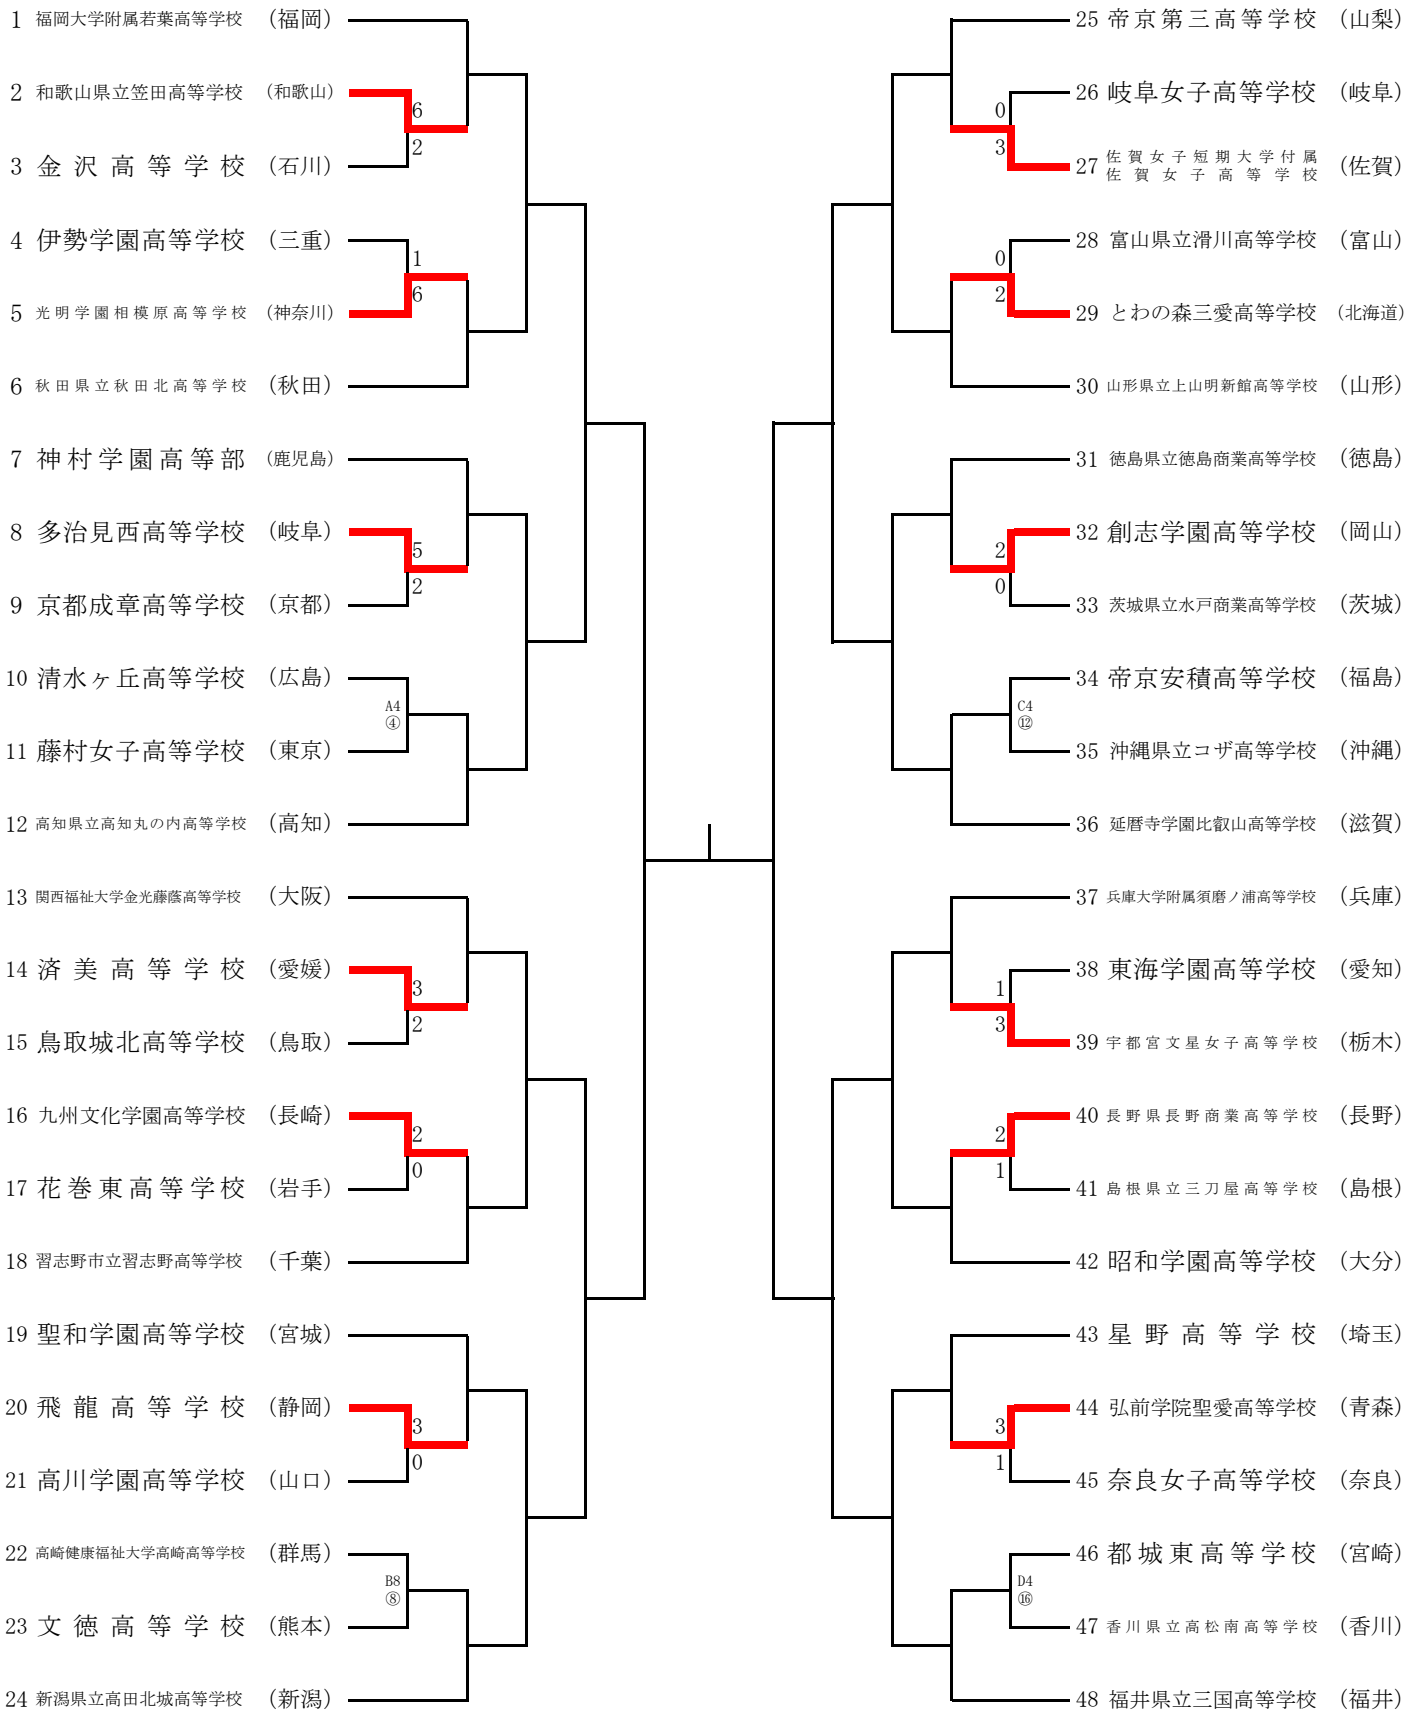 1 福岡大学附属若葉高等学校 (福岡)
2 和歌山県立笠田高等学校 (和歌山)
6
2
3 金沢高等学校 (石川)
4 伊勢学園高等学校 (三重)
1
6
5 光明学園相模原高等学校 (神奈川)
6 秋田県立秋田北高等学校 (秋田)
7 神村学園高等部 (鹿児島)
8 多治見西高等学校 (岐阜)
5
2
9 京都成章高等学校 (京都)
10 清水ヶ丘高等学校 (広島)
A4
④
11 藤村女子高等学校 (東京)
12 高知県立高知丸の内高等学校 (高知)
13 関西福祉大学金光藤蔭高等学校 (大阪)
14 済美高等学校 (愛媛)
3
2
15 鳥取城北高等学校 (鳥取)
16 九州文化学園高等学校 (長崎)
2
0
17 花巻東高等学校 (岩手)
18 習志野市立習志野高等学校 (千葉)
19 聖和学園高等学校 (宮城)
20 飛龍高等学校 (静岡)
3
0
21 高川学園高等学校 (山口)
22 高崎健康福祉大学高崎高等学校 (群馬)
B8
⑧
23 文徳高等学校 (熊本)
24 新潟県立高田北城高等学校 (新潟)
25 帝京第三高等学校 (山梨)
26 岐阜女子高等学校 (岐阜)
0
3
27 佐賀女子短期大学付属
佐賀女子高等学校 (佐賀)
28 富山県立滑川高等学校 (富山)
0
2
29 とわの森三愛高等学校 (北海道)
30 山形県立上山明新館高等学校 (山形)
31 徳島県立徳島商業高等学校 (徳島)
32 創志学園高等学校 (岡山)
2
0
33 茨城県立水戸商業高等学校 (茨城)
34 帝京安積高等学校 (福島)
C4
⑫
35 沖縄県立コザ高等学校 (沖縄)
36 延暦寺学園比叡山高等学校 (滋賀)
37 兵庫大学附属須磨ノ浦高等学校 (兵庫)
38 東海学園高等学校 (愛知)
1
3
39 宇都宮文星女子高等学校 (栃木)
40 長野県長野商業高等学校 (長野)
2
1
41 島根県立三刀屋高等学校 (島根)
42 昭和学園高等学校 (大分)
43 星野高等学校 (埼玉)
44 弘前学院聖愛高等学校 (青森)
3
1
45 奈良女子高等学校 (奈良)
46 都城東高等学校 (宮崎)
D4
⑯
47 香川県立高松南高等学校 (香川)
48 福井県立三国高等学校 (福井)